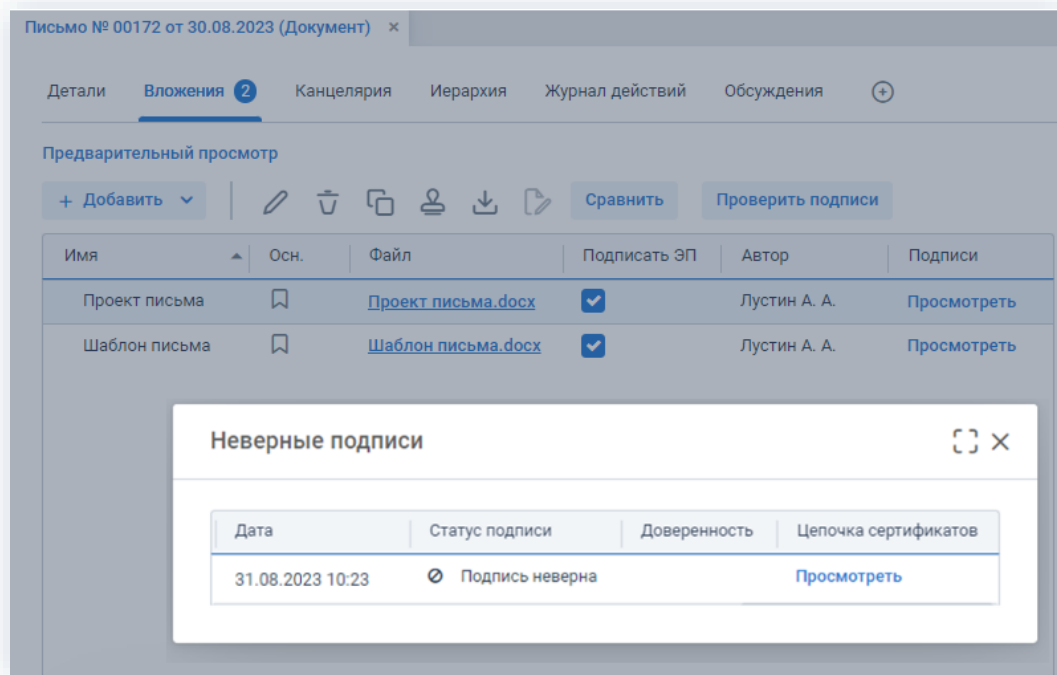 Письмо № 00172 от 30.08.2023 (Документ) ×
Детали Вложения 2 Канцелярия Иерархия Журнал действий Обсуждения
Предварительный просмотр
+ Добавить Сравнить Проверить подписи
Имя Осн. Файл Подписать ЭП Автор Подписи
Проект письма Проект письма.docx Лустин А. А. Просмотреть
Шаблон письма Шаблон письма.docx Лустин А. А. Просмотреть
Неверные подписи
Дата Статус подписи Доверенность Цепочка сертификатов
31.08.2023 10:23 Подпись неверна Просмотреть